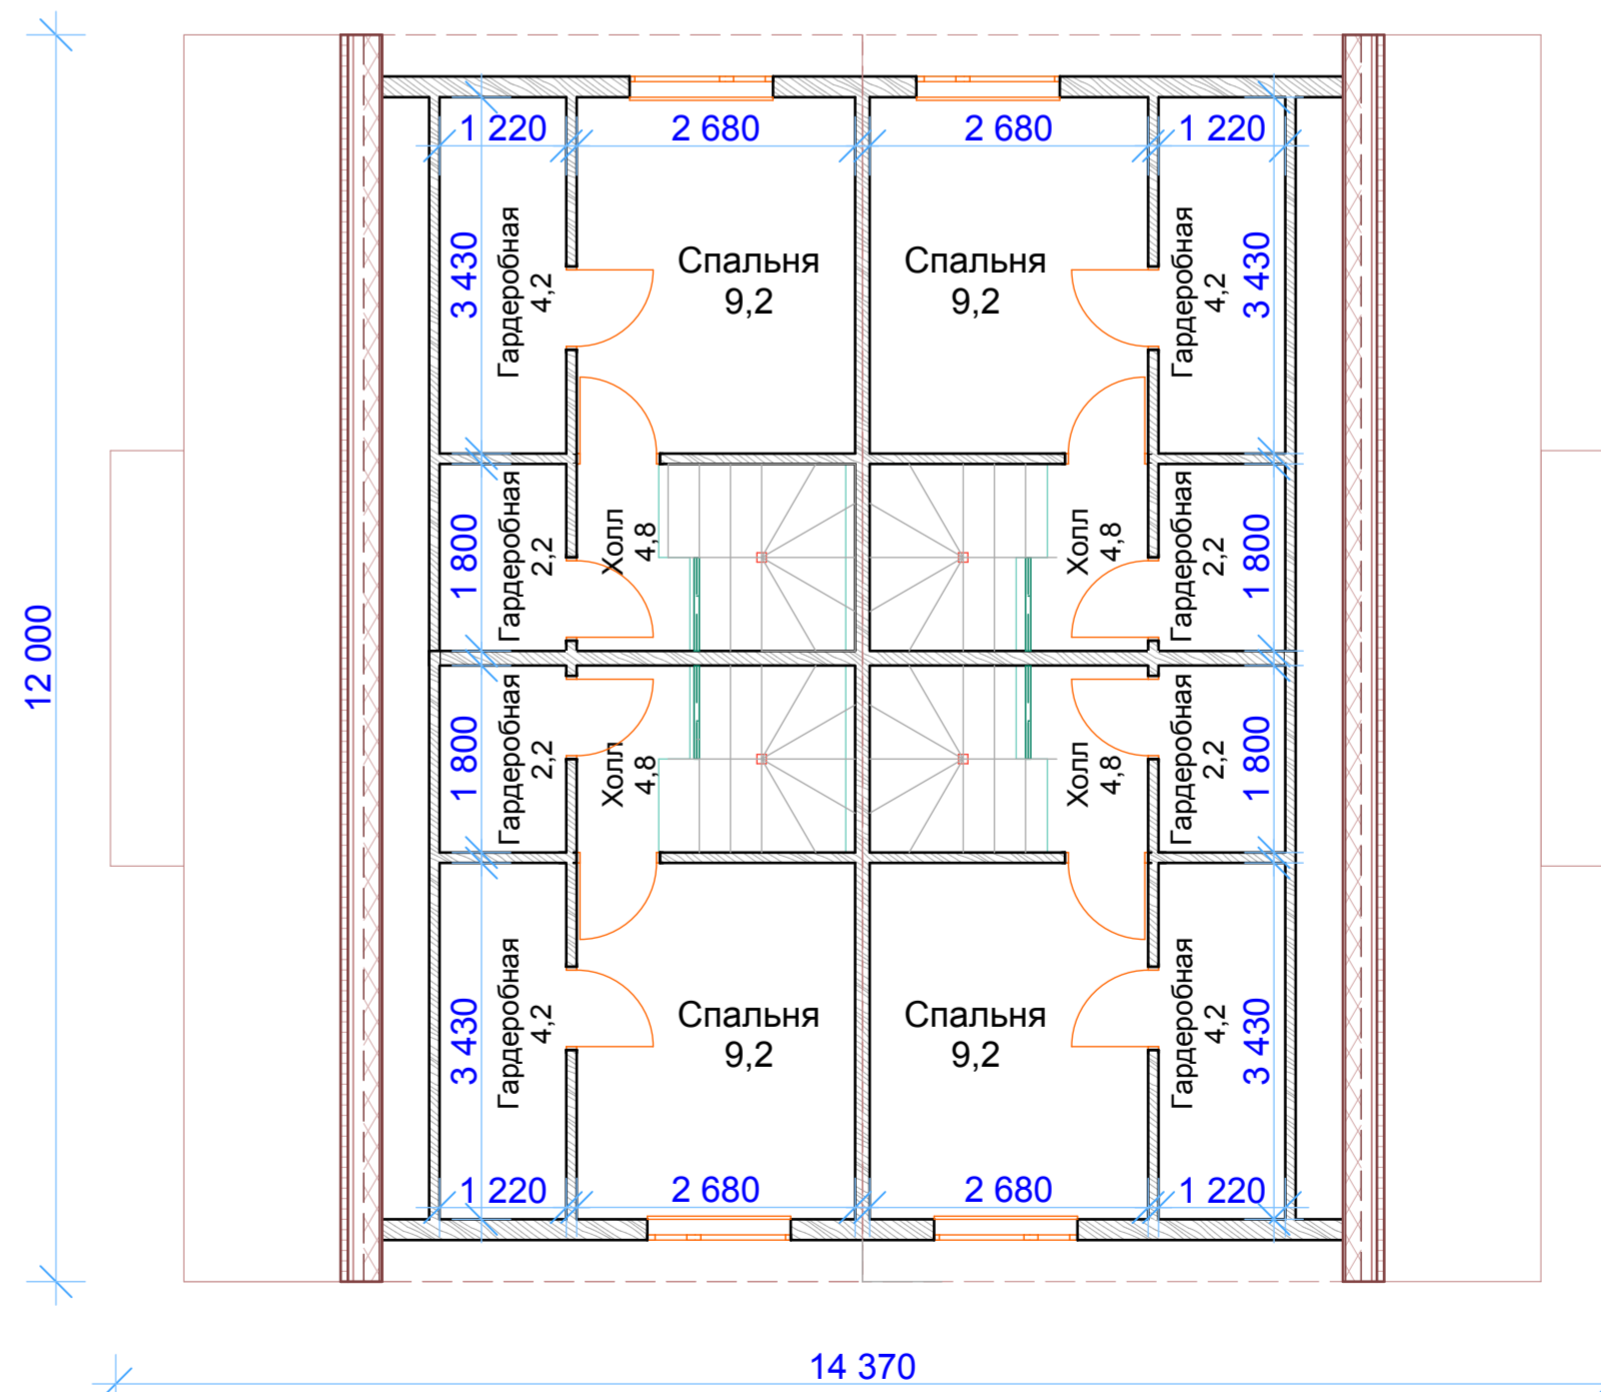 1 220
2 680
2 680
1 220
3 430
Гардеробная
4,2
Спальня
9,2
Спальня
9,2
Гардеробная
4,2
3 430
1 800
Гардеробная
2,2
Холл
4,8
Холл
4,8
Гардеробная
2,2
1 800
12 000
1 800
Гардеробная
2,2
Холл
4,8
Холл
4,8
Гардеробная
2,2
1 800
3 430
Гардеробная
4,2
Спальня
9,2
Спальня
9,2
Гардеробная
4,2
3 430
1 220
2 680
2 680
1 220
14 370